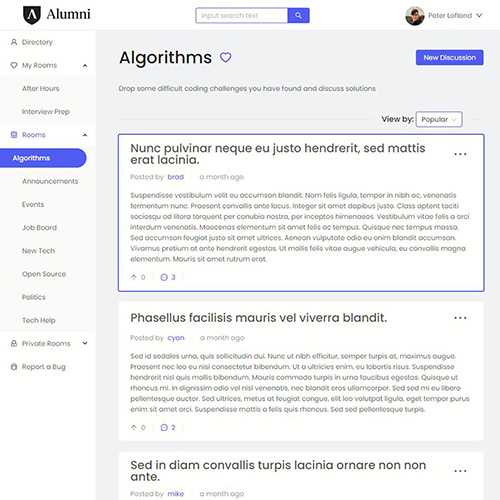 Alumni
input search text
Peter Lofland
Directory
My Rooms
After Hours
Interview Prep
Rooms
Algorithms
Announcements
Events
Job Board
New Tech
Open Source
Politics
Tech Help
Private Rooms
Report a Bug
Algorithms
New Discussion
Drop some difficult coding challenges you have found and discuss solutions
View by: Popular
Nunc pulvinar neque eu justo hendrerit, sed mattis
erat lacinia.
Posted by brad a month ago
Suspendisse vestibulum velit eu accumsan blandit. Nam felis ligula, tempor in nibh ac, venenatis
fermentum nunc. Praesent convallis ante lacus. Integer sit amet dapibus justo. Class aptent taciti
sociosqu ad litora torquent per conubia nostra, per inceptos himenaeos. Vestibulum vitae felis a orci
interdum venenatis. Maecenas elementum sit amet felis ac tempus. Quisque nec tempus massa.
Sed accumsan feugiat justo sit amet ultrices. Aenean vulputate odio eu enim blandit accumsan.
Vivamus pretium at ante hendrerit egestas. Ut mollis felis vitae augue vehicula, eu convallis magna
elementum. Mauris sit amet rutrum erat.
0 3
Phasellus facilisis mauris vel viverra blandit.
Posted by cyan a month ago
Sed id sodales urna, quis sollicitudin dui. Nunc ut nibh efficitur, semper turpis at, maximus augue.
Praesent nec leo eu nisi consectetur bibendum. Ut a ultricies enim, eu lobortis risus. Suspendisse
hendrerit nisl quis mollis bibendum. Mauris commodo turpis in urna faucibus egestas. Quisque ut
rhoncus mi. In dignissim odio vel nisl venenatis, nec blandit eros ullamcorper. Sed sed mi eu libero
pellentesque auctor. Sed ultrices, metus at feugiat congue, elit leo volutpat ligula, eget tempor purus
enim sit amet orci. Suspendisse mattis a felis quis rhoncus. Sed pellentesque turpis.
0 2
Sed in diam convallis turpis lacinia ornare non non
ante.
Posted by mike a month ago